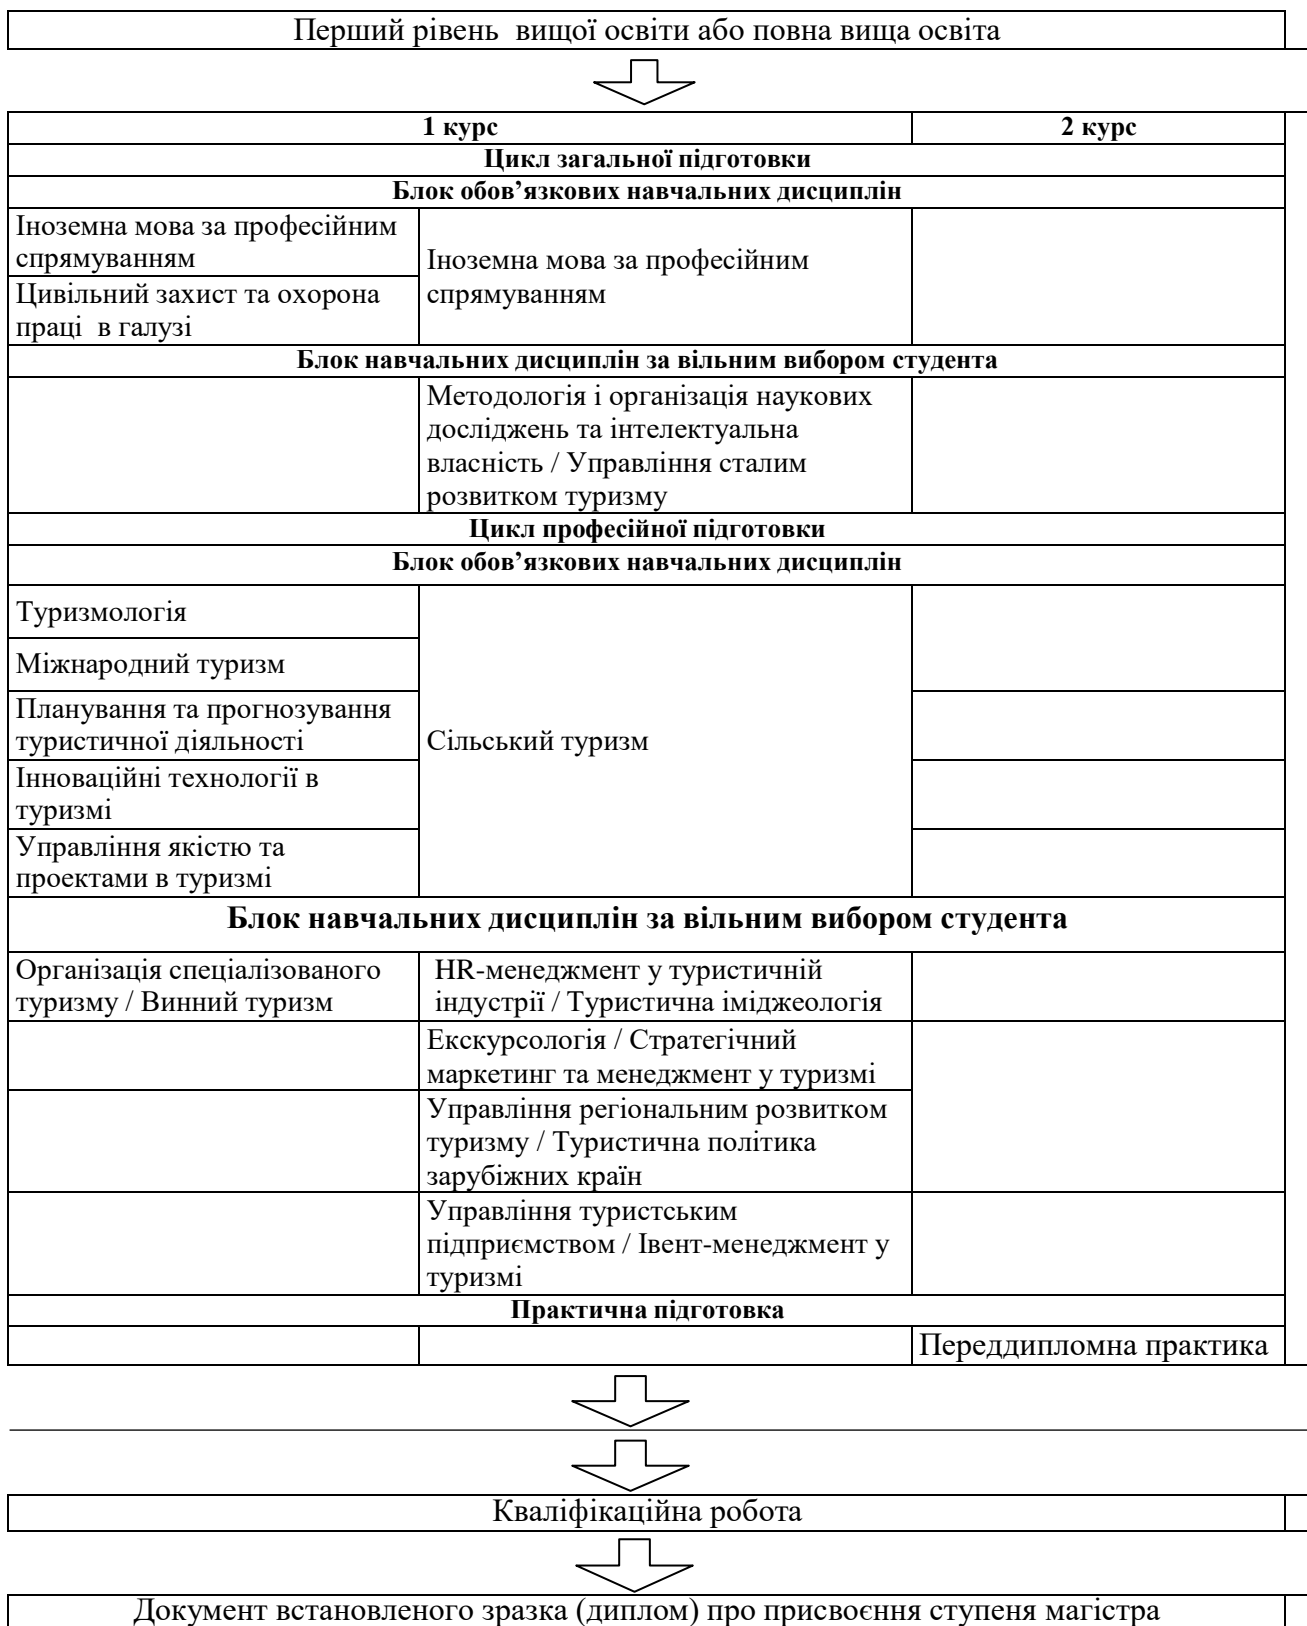 Перший рівень вищої освіти або повна вища освіта
1 курс
2 курс
Цикл загальної підготовки
Блок обов’язкових навчальних дисциплін
Іноземна мова за професійним
спрямуванням
Цивільний захист та охорона
праці в галузі
Іноземна мова за професійним
спрямуванням
Блок навчальних дисциплін за вільним вибором студента
Методологія і організація наукових
досліджень та інтелектуальна
власність / Управління сталим
розвитком туризму
Цикл професійної підготовки
Блок обов’язкових навчальних дисциплін
Туризмологія
Міжнародний туризм
Планування та прогнозування
туристичної діяльності
Інноваційні технології в
туризмі
Управління якістю та
проектами в туризмі
Сільський туризм
Блок навчальних дисциплін за вільним вибором студента
Організація спеціалізованого
туризму / Винний туризм
HR-менеджмент у туристичній
індустрії / Туристична іміджеологія
Екскурсологія / Стратегічний
маркетинг та менеджмент у туризмі
Управління регіональним розвитком
туризму / Туристична політика
зарубіжних країн
Управління туристським
підприємством / Івент-менеджмент у
туризмі
Практична підготовка
Переддипломна практика
Кваліфікаційна робота
Документ встановленого зразка (диплом) про присвоєння ступеня магістра